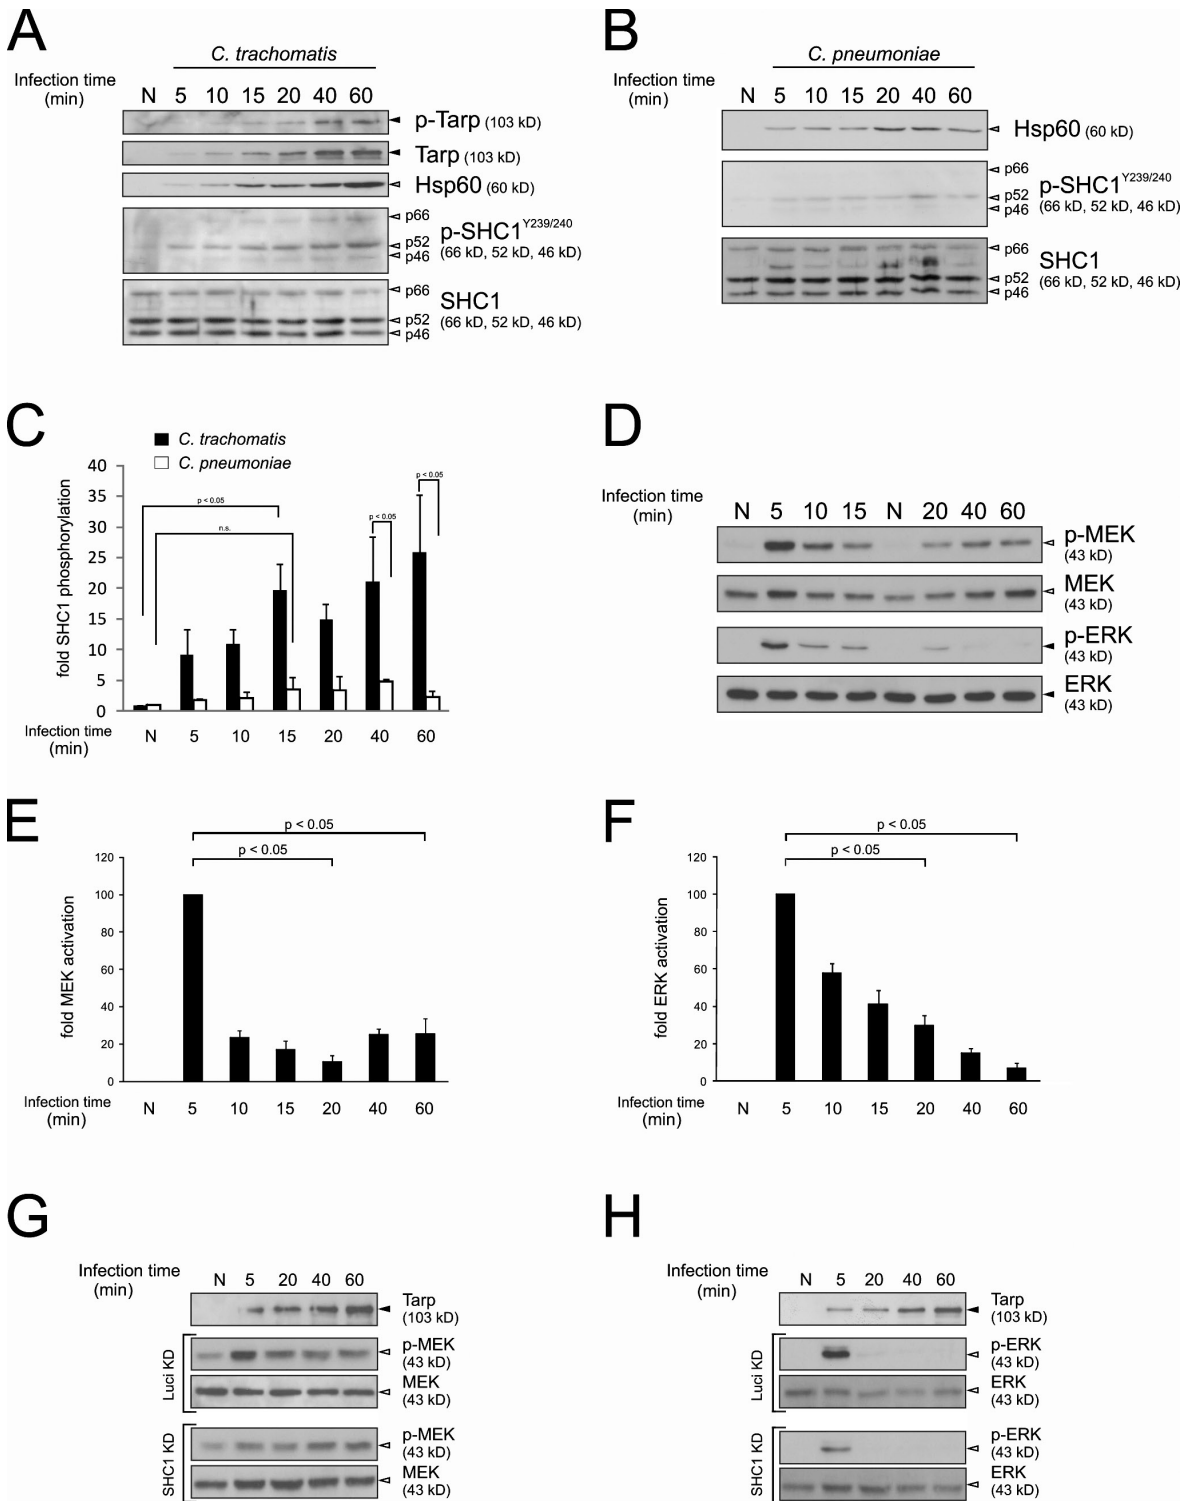 A
C. trachomatis
Infection time
(min)
N 5 10 15 20 40 60
p-Tarp (103 kD)
Tarp (103 kD)
Hsp60 (60 kD)
p66
p-SHC1Y239/240
p52
(66 kD, 52 kD, 46 kD)
p46
p66
SHC1
p52
(66 kD, 52 kD, 46 kD)
p46
B
C. pneumoniae
Infection time
(min)
N 5 10 15 20 40 60
Hsp60 (60 kD)
p66
p-SHC1Y239/240
p52
(66 kD, 52 kD, 46 kD)
p46
p66
SHC1
(66 kD, 52 kD, 46 kD)
p52
p46
C
C. trachomatis
C. pneumoniae
fold SHC1 phosphorylation
40
35
30
25
20
15
10
5
0
p < 0.05
n.s.
p < 0.05
p < 0.05
Infection time
(min)
N 5 10 15 20 40 60
D
Infection time
(min)
N 5 10 15 N 20 40 60
p-MEK
(43 kD)
MEK
(43 kD)
p-ERK
(43 kD)
ERK
(43 kD)
E
p < 0.05
p < 0.05
fold MEK activation
120
100
80
60
40
20
0
Infection time
(min)
N 5 10 15 20 40 60
F
p < 0.05
p < 0.05
fold ERK activation
120
100
80
60
40
20
0
Infection time
(min)
N 5 10 15 20 40 60
G
Infection time
(min)
N 5 20 40 60
Tarp
(103 kD)
Luci KD
p-MEK
(43 kD)
MEK
(43 kD)
SHC1 KD
p-MEK
(43 kD)
MEK
(43 kD)
H
Infection time
(min)
N 5 20 40 60
Tarp
(103 kD)
Luci KD
p-ERK
(43 kD)
ERK
(43 kD)
SHC1 KD
p-ERK
(43 kD)
ERK
(43 kD)